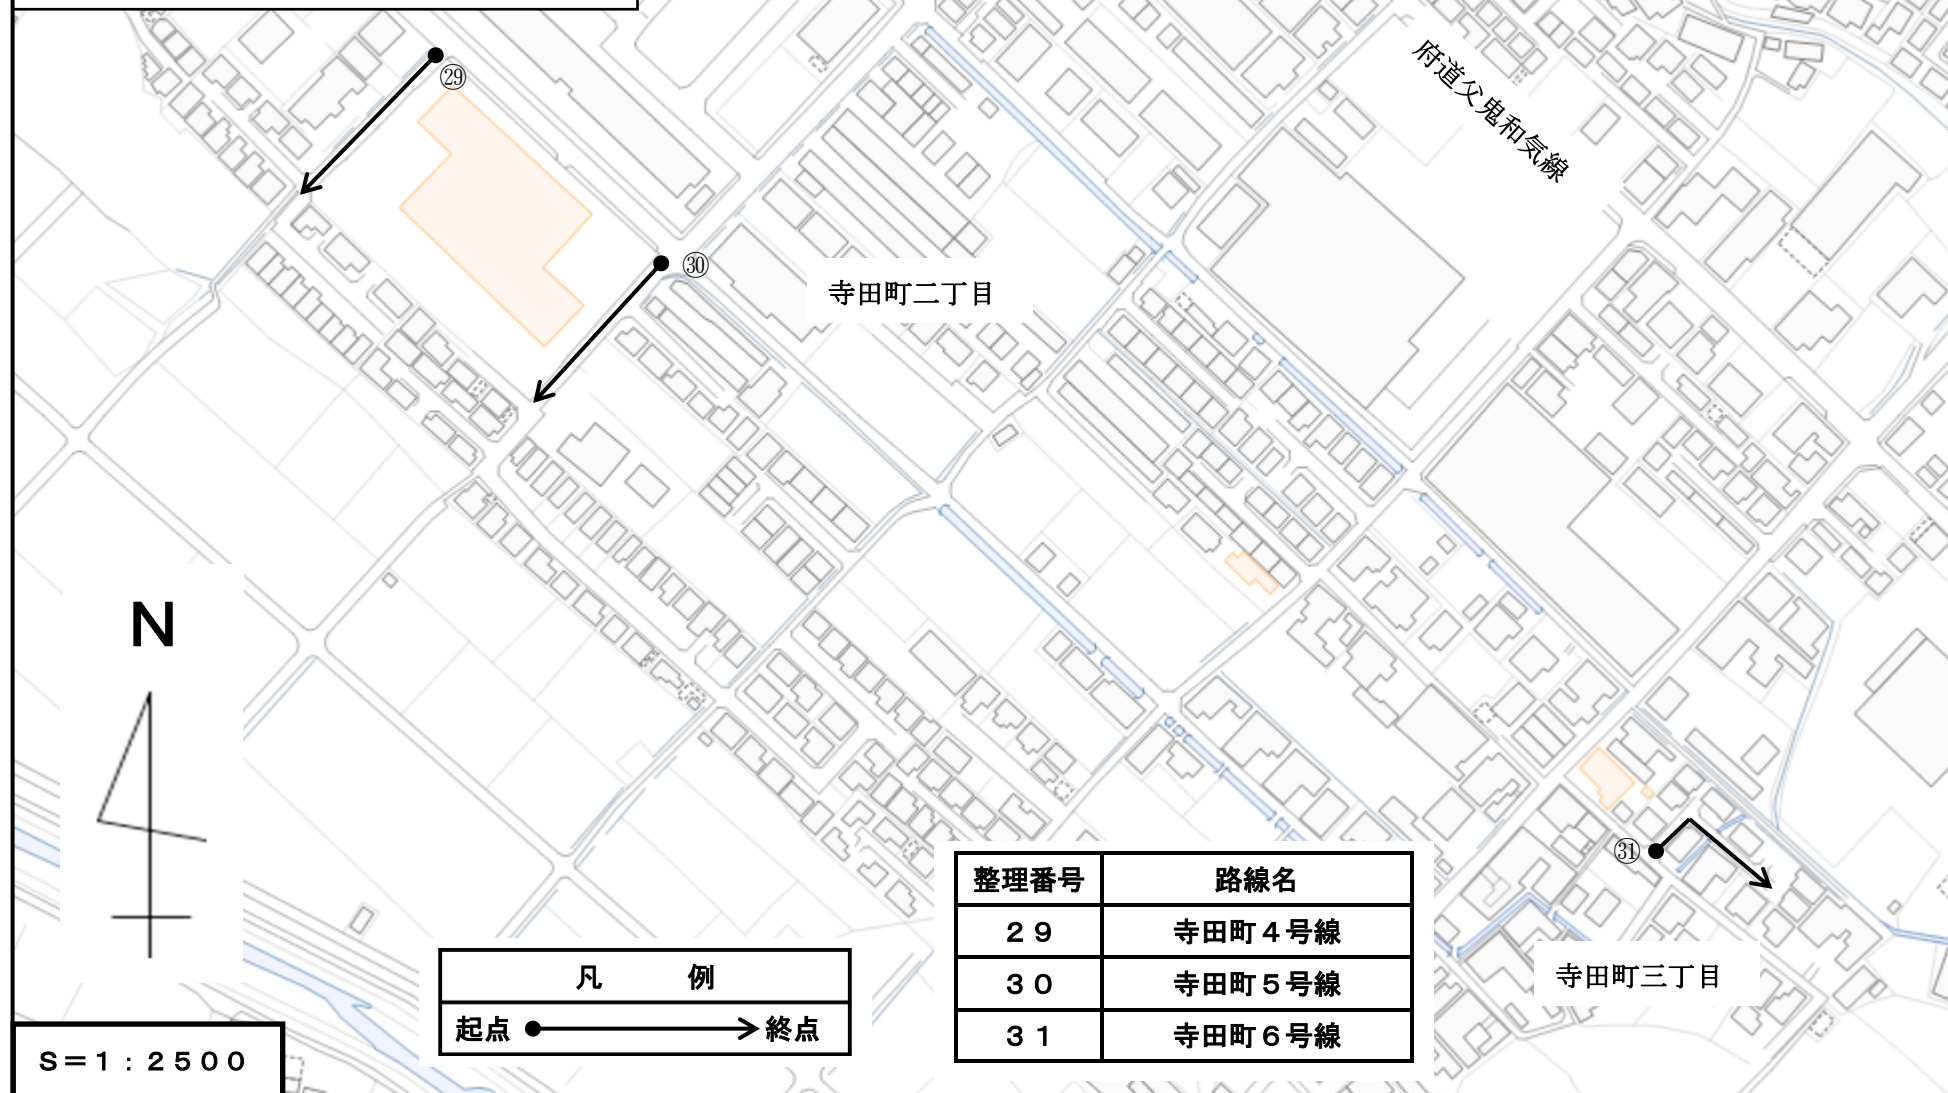 ㉙
府道父鬼和気線
㉚
寺田町二丁目
N
㉛
寺田町三丁目
整理番号 路線名
２９ 寺田町４号線
３０ 寺田町５号線
３１ 寺田町６号線
凡 例
起点 終点
Ｓ＝１：２５００